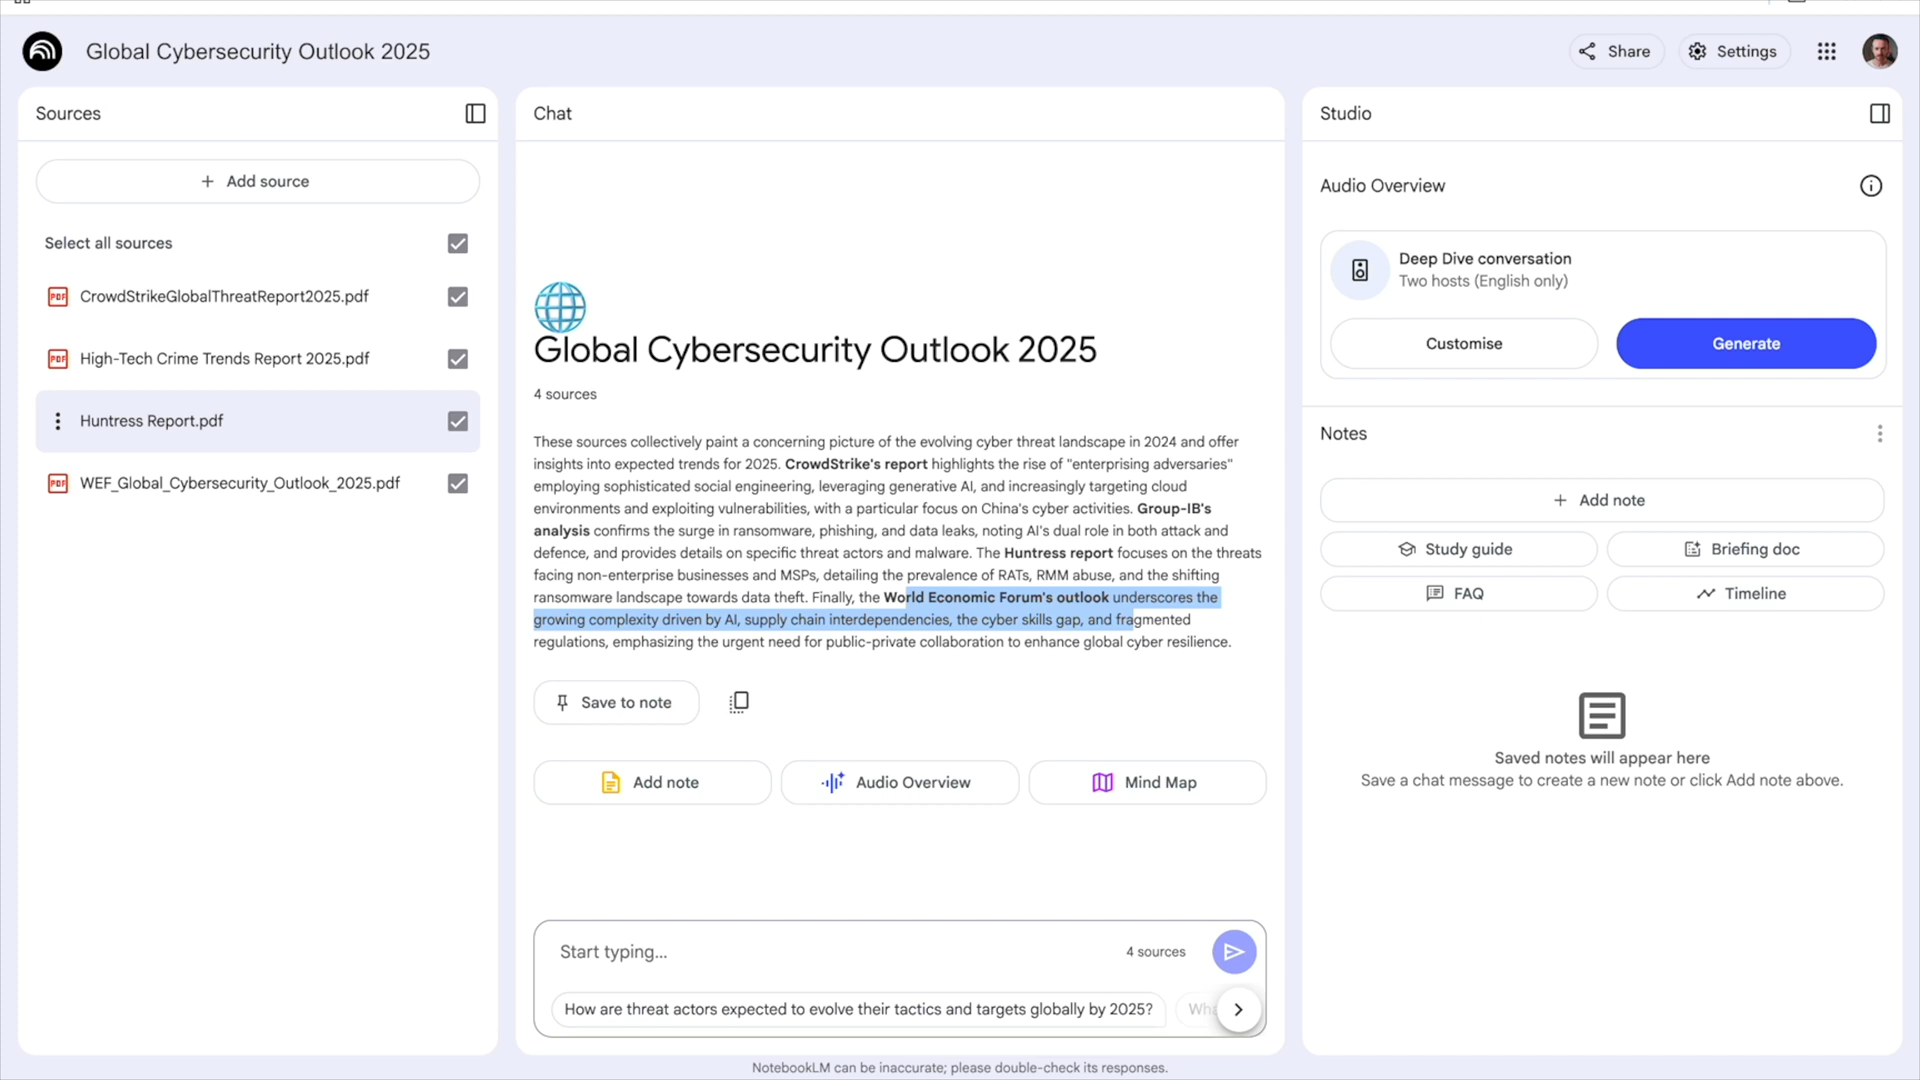 Global Cybersecurity Outlook 2025
Share
Settings
Sources
Add source
Select all sources
PDF CrowdStrikeGlobalThreatReport2025.pdf
PDF High-Tech Crime Trends Report 2025.pdf
Huntress Report.pdf
PDF WEF_Global_Cybersecurity_Outlook_2025.pdf
Chat
Global Cybersecurity Outlook 2025
4 sources
These sources collectively paint a concerning picture of the evolving cyber threat landscape in 2024 and offer
insights into expected trends for 2025. CrowdStrike's report highlights the rise of "enterprising adversaries"
employing sophisticated social engineering, leveraging generative AI, and increasingly targeting cloud
environments and exploiting vulnerabilities, with a particular focus on China's cyber activities. Group-IB's
analysis confirms the surge in ransomware, phishing, and data leaks, noting AI's dual role in both attack and
defence, and provides details on specific threat actors and malware. The Huntress report focuses on the threats
facing non-enterprise businesses and MSPs, detailing the prevalence of RATs, RMM abuse, and the shifting
ransomware landscape towards data theft. Finally, the World Economic Forum's outlook underscores the
growing complexity driven by AI, supply chain interdependencies, the cyber skills gap, and fragmented
regulations, emphasizing the urgent need for public-private collaboration to enhance global cyber resilience.
Save to note
Add note
Audio Overview
Mind Map
Start typing...
4 sources
How are threat actors expected to evolve their tactics and targets globally by 2025?
Studio
Audio Overview
Deep Dive conversation
Two hosts (English only)
Customise
Generate
Notes
Add note
Study guide
Briefing doc
FAQ
Timeline
Saved notes will appear here
Save a chat message to create a new note or click Add note above.
NotebookLM can be inaccurate; please double-check its responses.